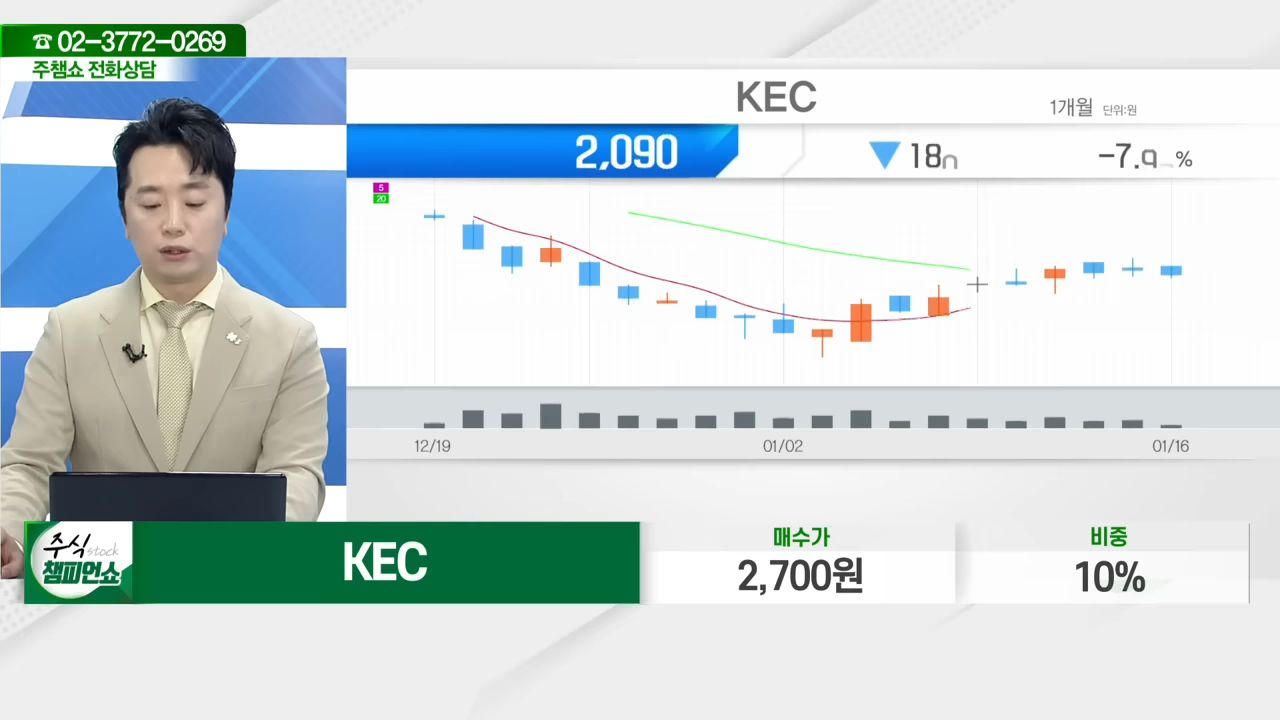 ☎ 02-3772-0269
주챔쇼 전화상담
KEC
1개월 단위:원
2,090
▼
%
5
20
12/19
01/02
01/16
주식 stock
챔피언쇼
KEC
매수가
2,700원
비중
10%